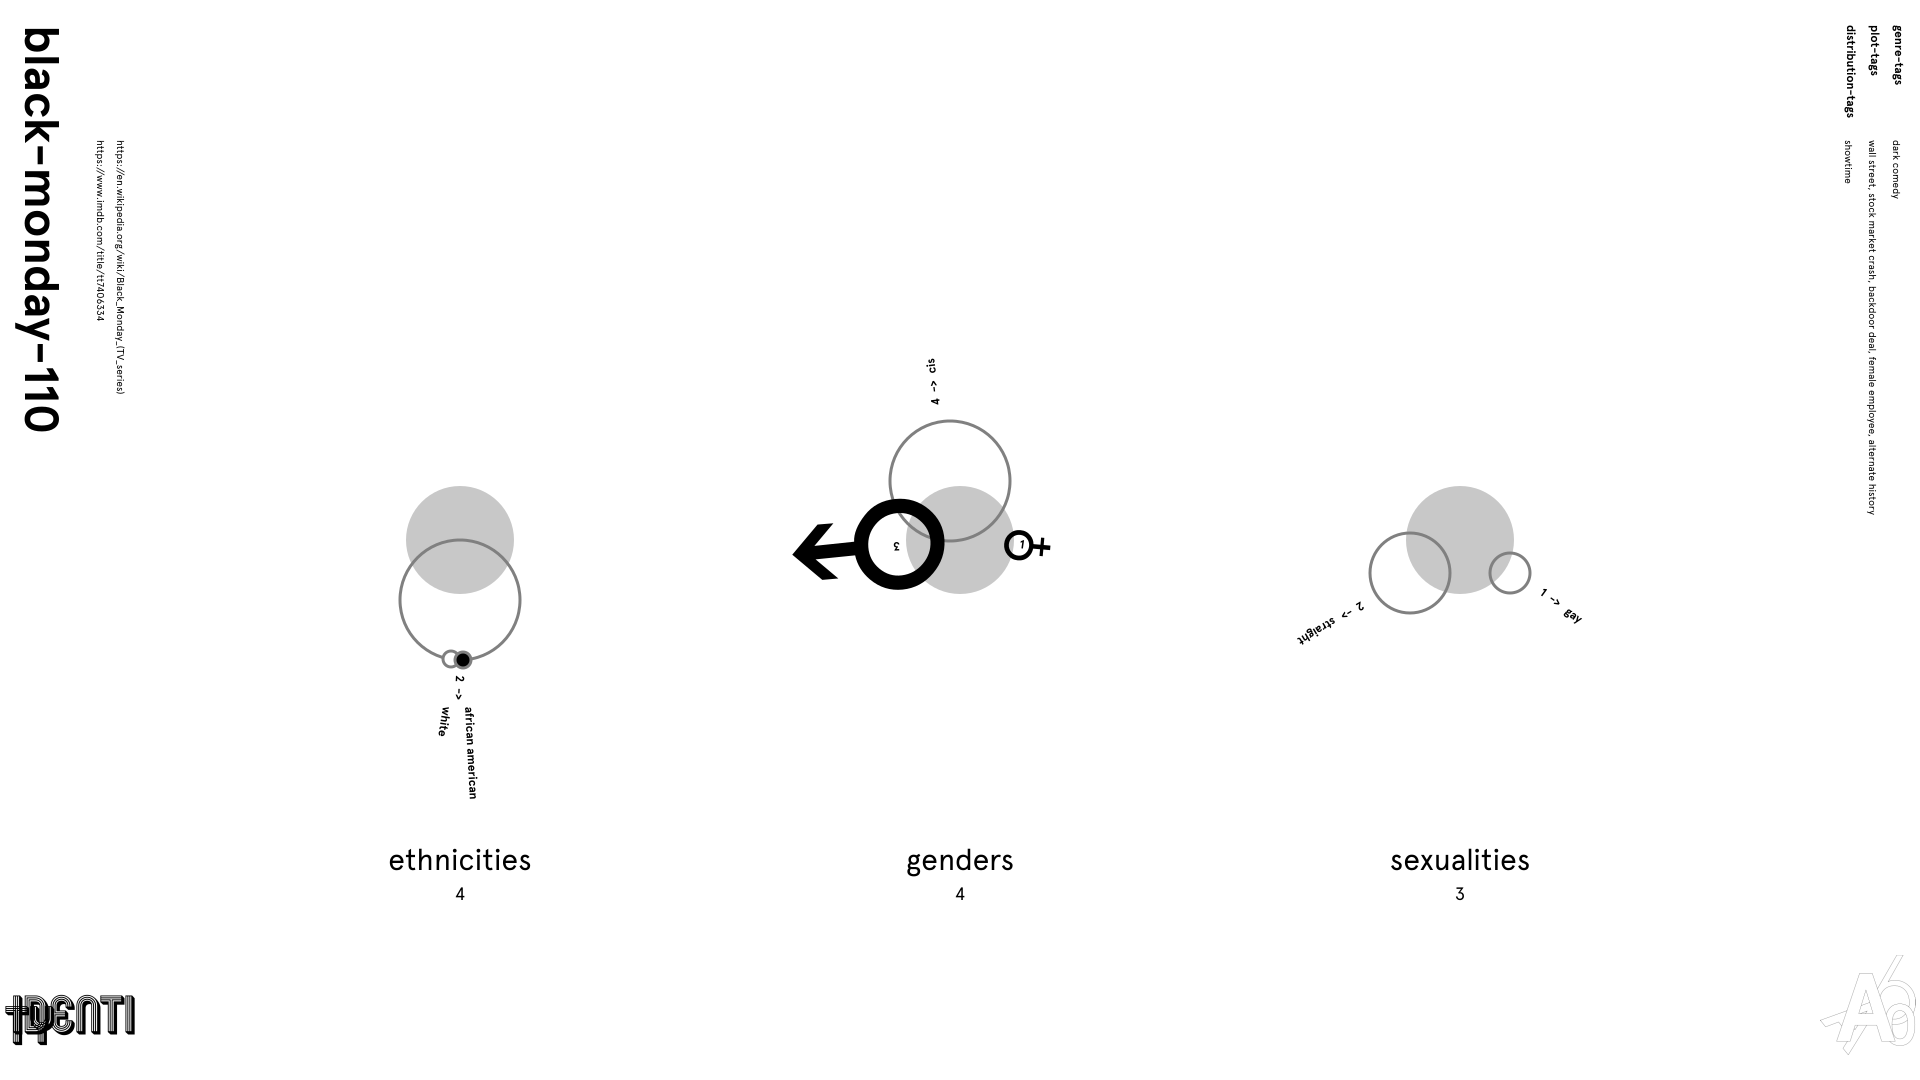 black-monday-110
https://en.wikipedia.org/wiki/Black_Monday_(TV_series)
https://www.imdb.com/title/tt7406334
genre-tags
dark comedy
plot-tags
wall street, stock market crash, backdoor deal, female employee, alternate history
distribution-tags
showtime
2 -> 
african american
white
ethnicities
4
4 -> cis
3
1
genders
4
2 -> straight
1 -> gay
sexualities
3
IDENTI